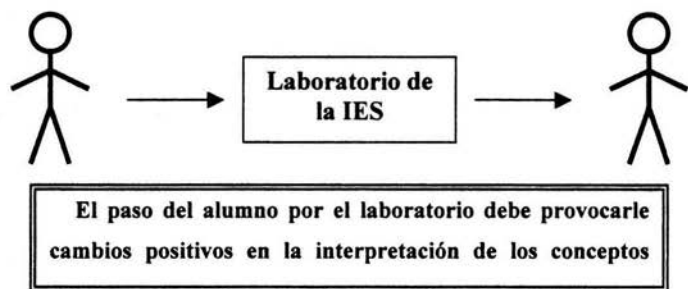 Laboratorio de
la IES
El paso del alumno por el laboratorio debe provocarle
cambios positivos en la interpretación de los conceptos